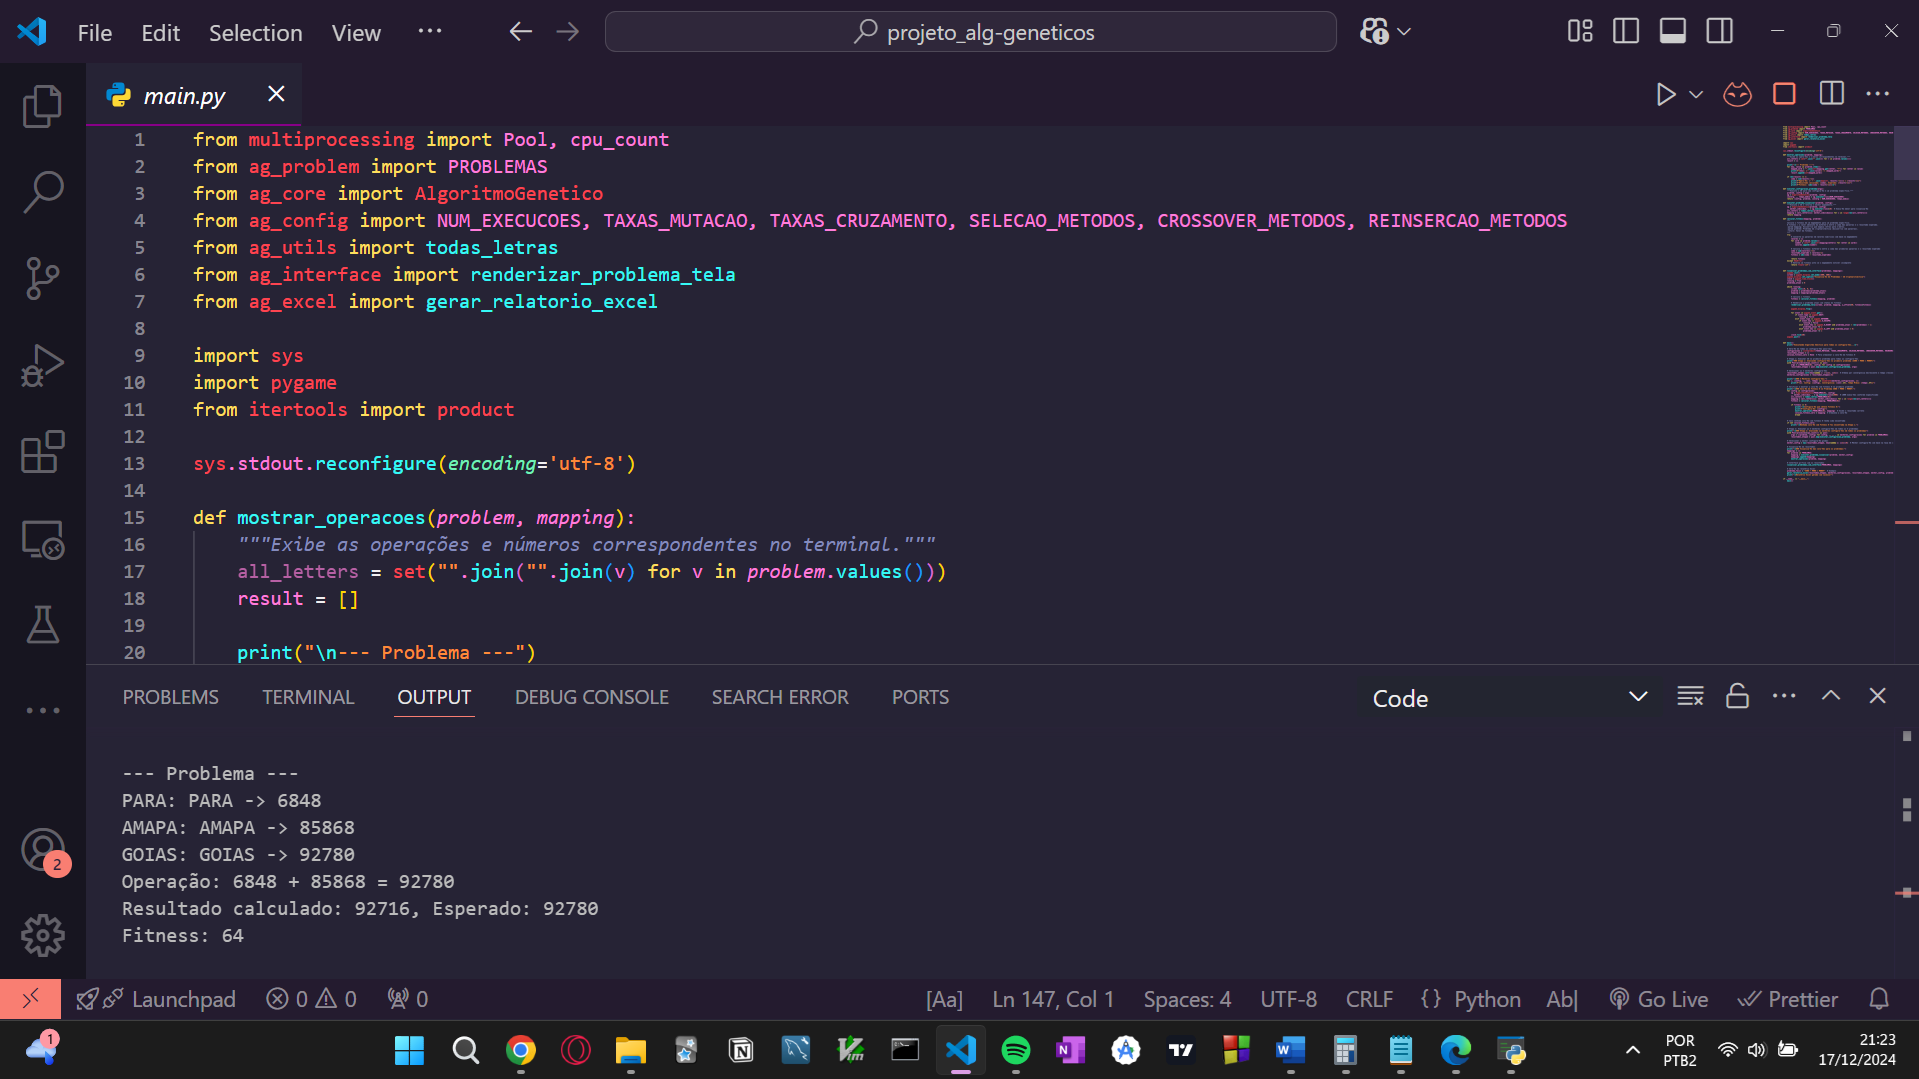 File Edit Selection View ··· projeto_alg-geneticos
main.py
1 from multiprocessing import Pool, cpu_count
2 from ag_problem import PROBLEMAS
3 from ag_core import AlgoritmoGenetico
4 from ag_config import NUM_EXECUCOES, TAXAS_MUTACAO, TAXAS_CRUZAMENTO, SELECAO_METODOS, CROSSOVER_METODOS, REINSERCAO_METODOS
5 from ag_utils import todas_letras
6 from ag_interface import renderizar_problema_tela
7 from ag_excel import gerar_relatorio_excel
8
9 import sys
10 import pygame
11 from itertools import product
12
13 sys.stdout.reconfigure(encoding='utf-8')
14
15 def mostrar_operacoes(problem, mapping):
16 """Exibe as operações e números correspondentes no terminal."""
17 all_letters = set("".join("".join(v) for v in problem.values()))
18 result = []
19
20 print("\n--- Problema ---")
PROBLEMS TERMINAL OUTPUT DEBUG CONSOLE SEARCH ERROR PORTS Code
--- Problema ---
PARA: PARA -> 6848
AMAPA: AMAPA -> 85868
GOIAS: GOIAS -> 92780
Operação: 6848 + 85868 = 92780
Resultado calculado: 92716, Esperado: 92780
Fitness: 64
2
Launchpad 0 0 0 [Aa] Ln 147, Col 1 Spaces: 4 UTF-8 CRLF {} Python Ab| Go Live Prettier
1
POR
PTB2
21:23
17/12/2024